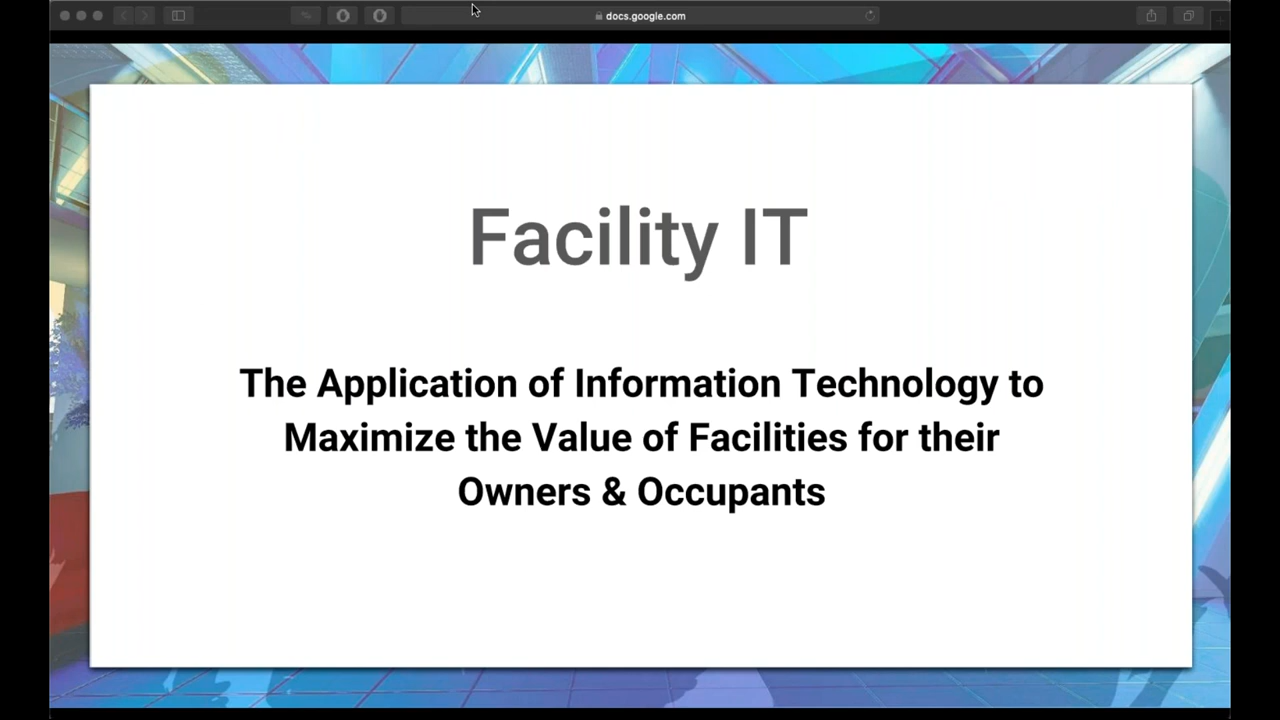 docs.google.com
Facility IT
The Application of Information Technology to
Maximize the Value of Facilities for their
Owners & Occupants